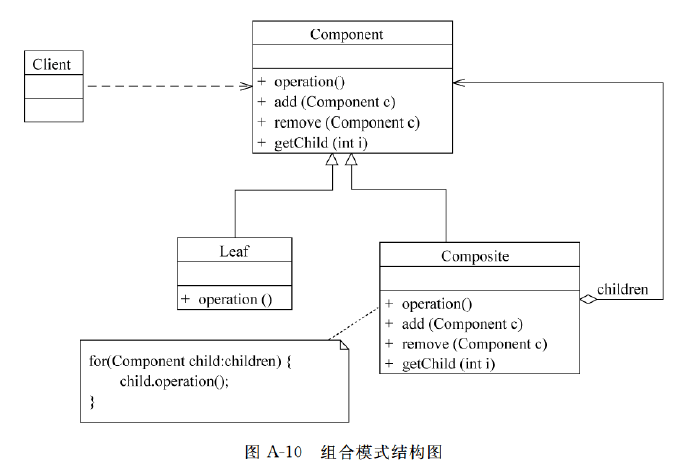 Component
Client
+ operation()
+ add (Component c)
+ remove (Component c)
+ getChild (int i)
Leaf
+ operation ()
Composite
+ operation()
+ add (Component c)
+ remove (Component c)
+ getChild (int i)
children
for(Component child:children) {
child.operation();
}
图 A-10 组合模式结构图